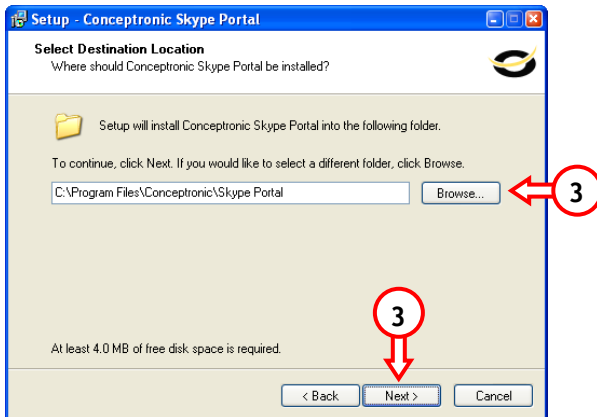 Setup - Conceptronic Skype Portal
Select Destination Location
Where should Conceptronic Skype Portal be installed?
Setup will install Conceptronic Skype Portal into the following folder.
To continue, click Next. If you would like to select a different folder, click Browse.
C:\Program Files\Conceptronic\Skype Portal
Browse...
3
3
At least 4.0 MB of free disk space is required.
< Back Next > Cancel